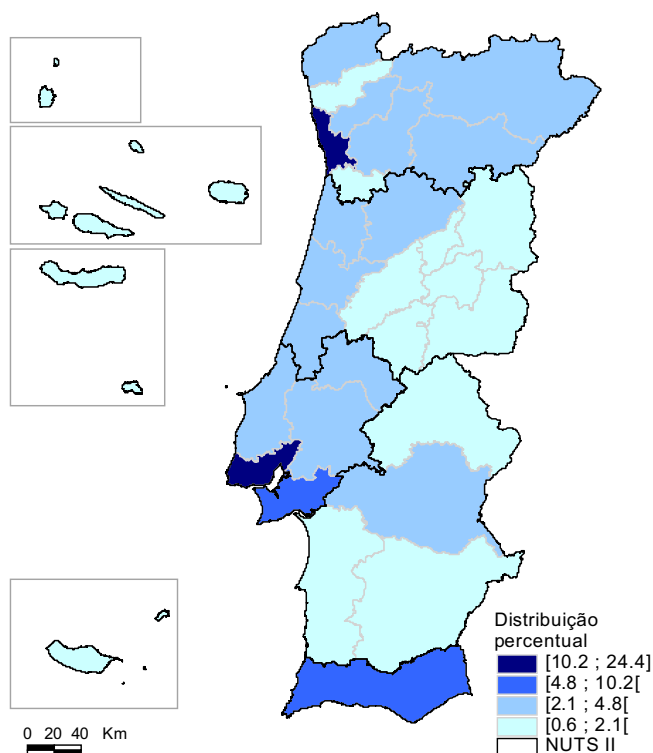 Distribuição
percentual
[10.2 ; 24.4]
[4.8 ; 10.2[
[2.1 ; 4.8[
[0.6 ; 2.1[
NUTS II
0 20 40 Km